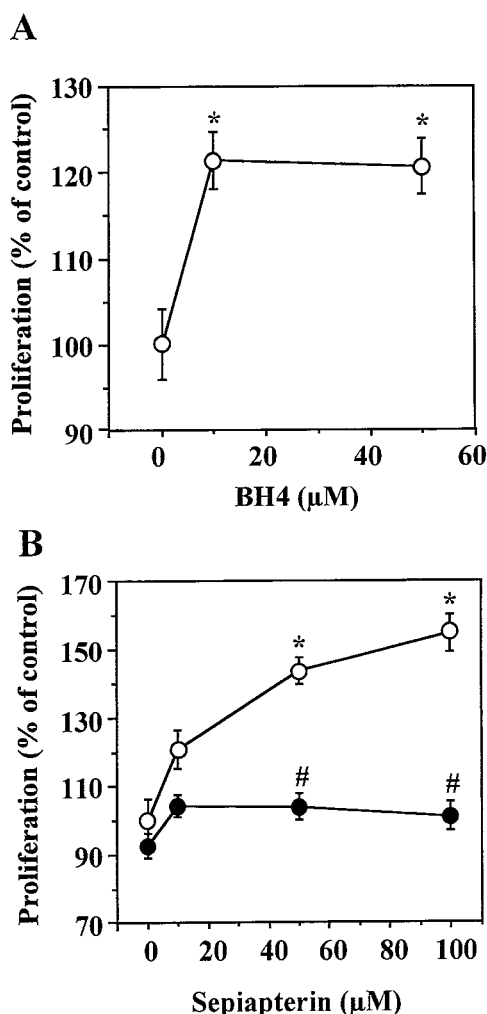 A
Proliferation (% of control)
130
120
110
100
90
*
*
0 20 40 60
BH4 (μM)
B
Proliferation (% of control)
170
150
130
110
90
70
*
*
#
#
0 20 40 60 80 100
Sepiapterin (μM)